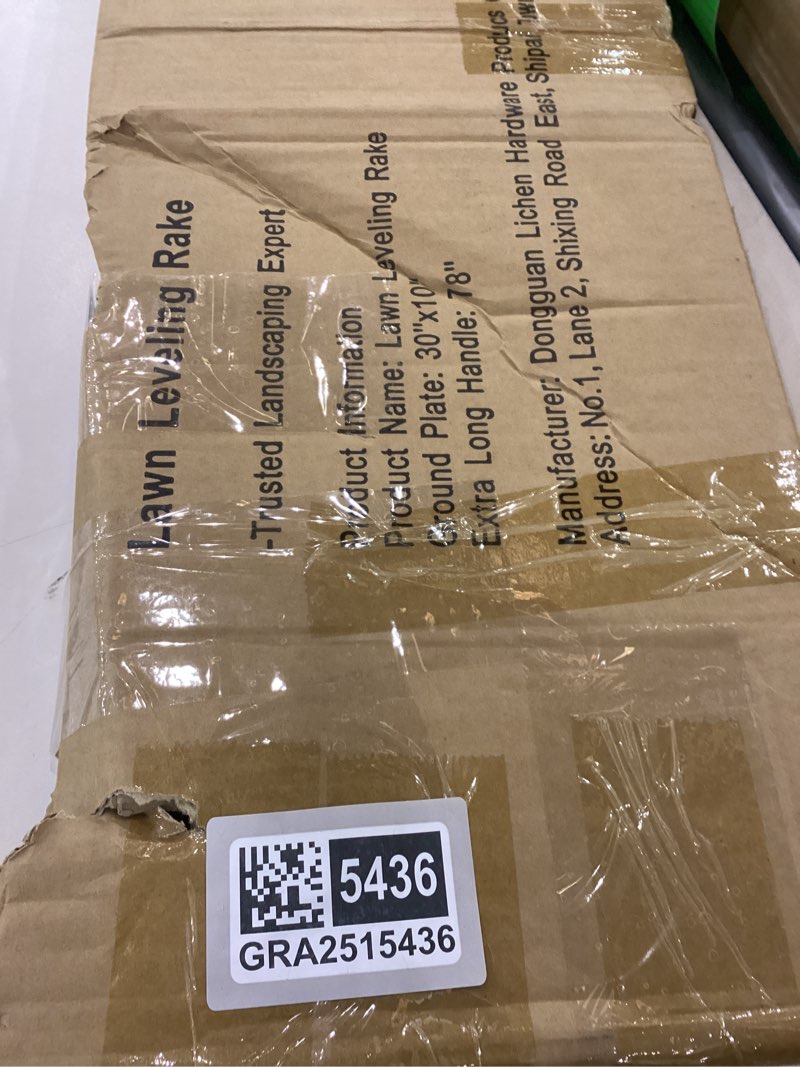 Lawn Leveling Rake
-Trusted Landscaping Expert
Product Information
Product Name: Lawn Leveling Rake
Ground Plate: 30"x10"
Extra Long Handle: 78"
Manufacturer: Dongguan Lichen Hardware Products
Address: No.1, Lane 2, Shixing Road East, Shipai
5436
GRA2515436